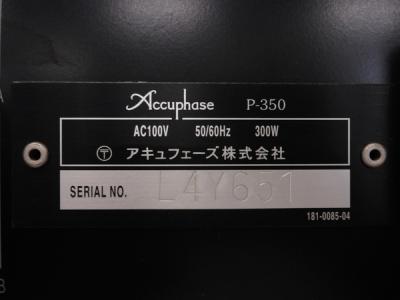 Accuphase P-350
AC100V 50/60Hz 300W
〶 アキュフェーズ株式会社
SERIAL NO. L4Y651
181-0085-04